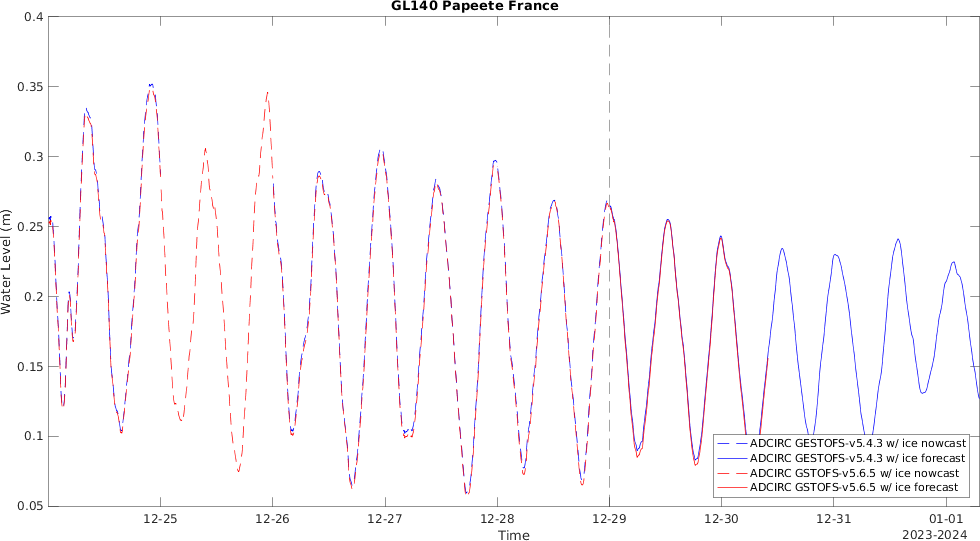 GL140 Papeete France
0.4
0.35
0.3
0.25
0.2
0.15
0.1
0.05
Water Level (m)
12-25
12-26
12-27
12-28
12-29
12-30
12-31
01-01
Time
2023-2024
ADCIRC GESTOFS-v5.4.3 w/ ice nowcast
ADCIRC GESTOFS-v5.4.3 w/ ice forecast
ADCIRC GSTOFS-v5.6.5 w/ ice nowcast
ADCIRC GSTOFS-v5.6.5 w/ ice forecast